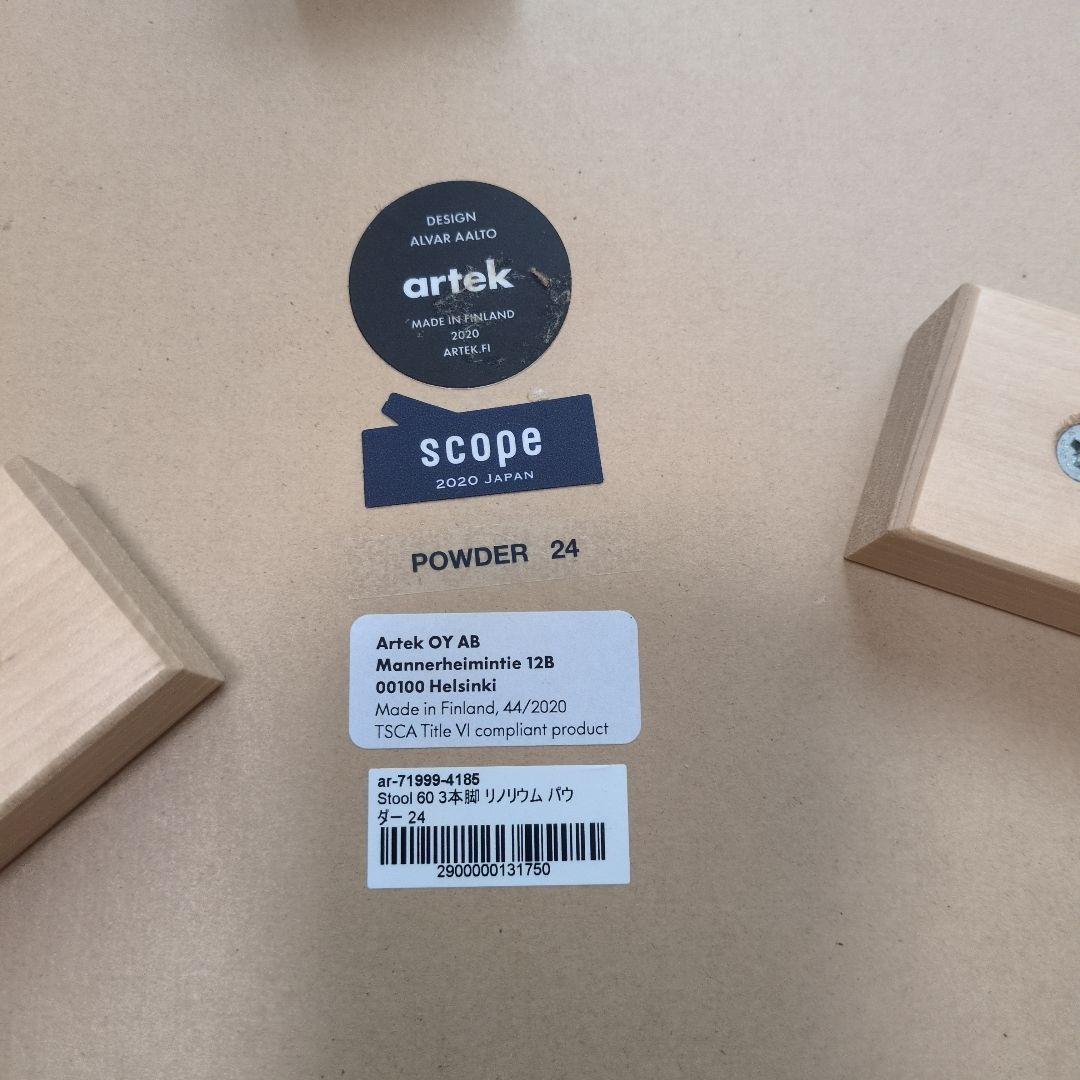 DESIGN
ALVAR AALTO
artek
MADE IN FINLAND
2020
ARTEK.FI
scope
2020 JAPAN
POWDER 24
Artek OY AB
Mannerheimintie 12B
00100 Helsinki
Made in Finland, 44/2020
TSCA Title VI compliant product
ar-71999-4185
Stool 60 3本脚 リノリウム パウ
ダー 24
2900000131750